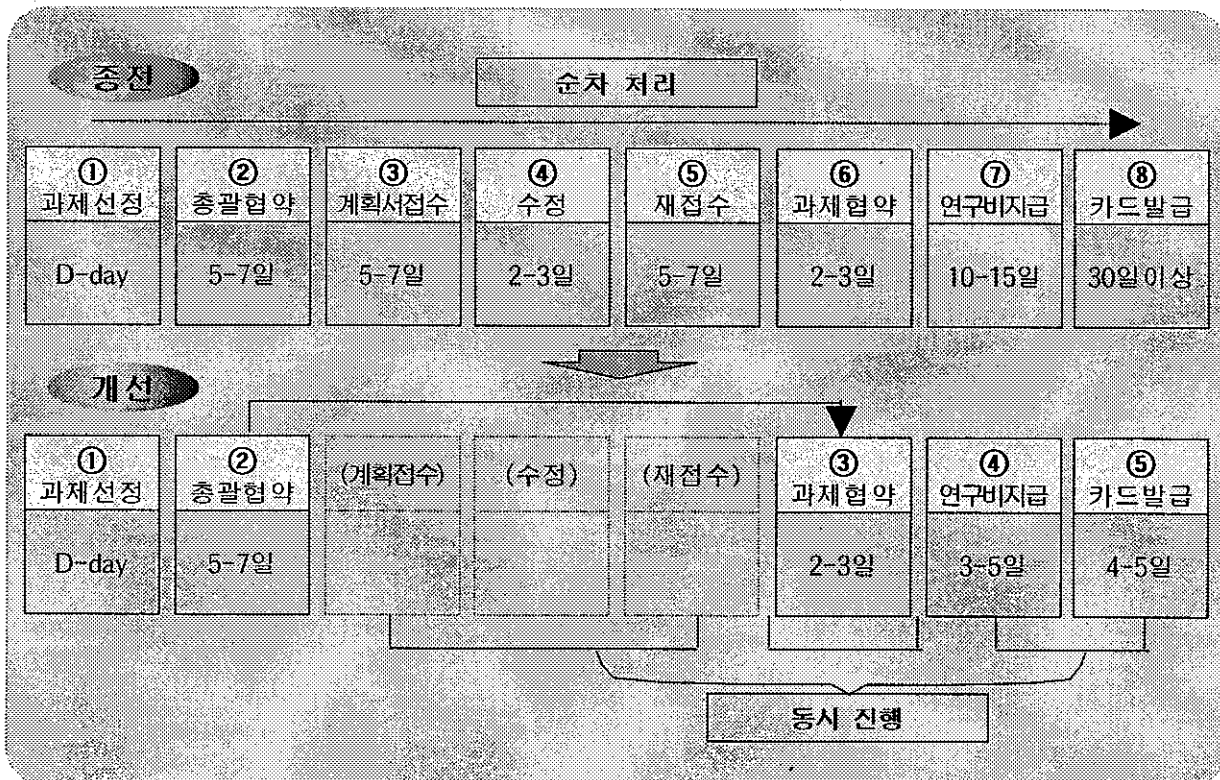 종전
순차 처리
① ② ③ ④ ⑤ ⑥ ⑦ ⑧
과제선정 총괄협약 계획서접수 수정 재접수 과제협약 연구비지급 카드발급
D-day 5-7일 5-7일 2-3일 5-7일 2-3일 10-15일 30일이상
개선
① ② (계획접수) (수정) (재접수) ③ ④ ⑤
과제선정 총괄협약 과제협약 연구비지급 카드발급
D-day 5-7일 2-3일 3-5일 4-5일
동시 진행